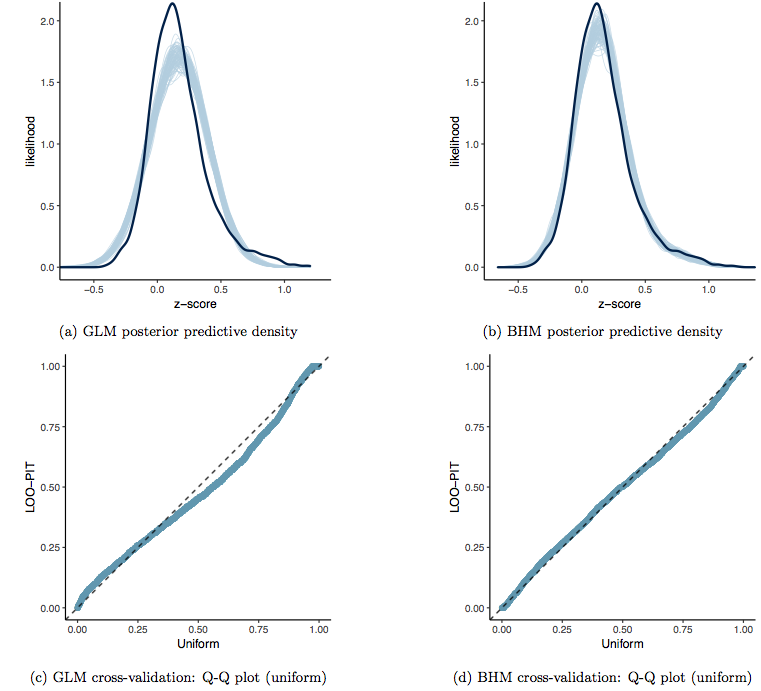 2.0
1.5
1.0
0.5
0.0
likelihood
−0.5 0.0 0.5 1.0
z−score
(a) GLM posterior predictive density
2.0
1.5
1.0
0.5
0.0
likelihood
−0.5 0.0 0.5 1.0
z−score
(b) BHM posterior predictive density
1.00
0.75
0.50
0.25
0.00
LOO−PIT
0.00 0.25 0.50 0.75 1.00
Uniform
(c) GLM cross-validation: Q-Q plot (uniform)
1.00
0.75
0.50
0.25
0.00
LOO−PIT
0.00 0.25 0.50 0.75 1.00
Uniform
(d) BHM cross-validation: Q-Q plot (uniform)